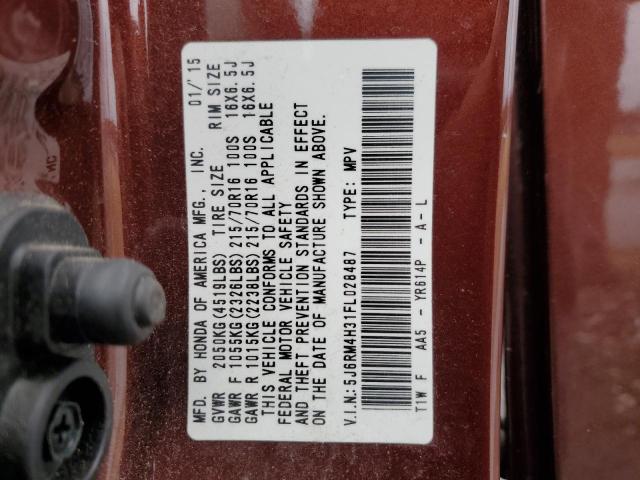 MFD. BY HONDA OF AMERICA MFG., INC. 01/'15
GVWR 2050KG(4519LBS) TIRE SIZE RIM SIZE
GAWR F 1055KG(2326LBS) 215/70R16 100S 16X6.5J
GAWR R 1015KG(2238LBS) 215/70R16 100S 16X6.5J
THIS VEHICLE CONFORMS TO ALL APPLICABLE
FEDERAL MOTOR VEHICLE SAFETY
AND THEFT PREVENTION STANDARDS IN EFFECT
ON THE DATE OF MANUFACTURE SHOWN ABOVE.
V.I.N.:5J6RM4H31FL028487 TYPE: MPV
T1W F AA5 - YR614P - A - L